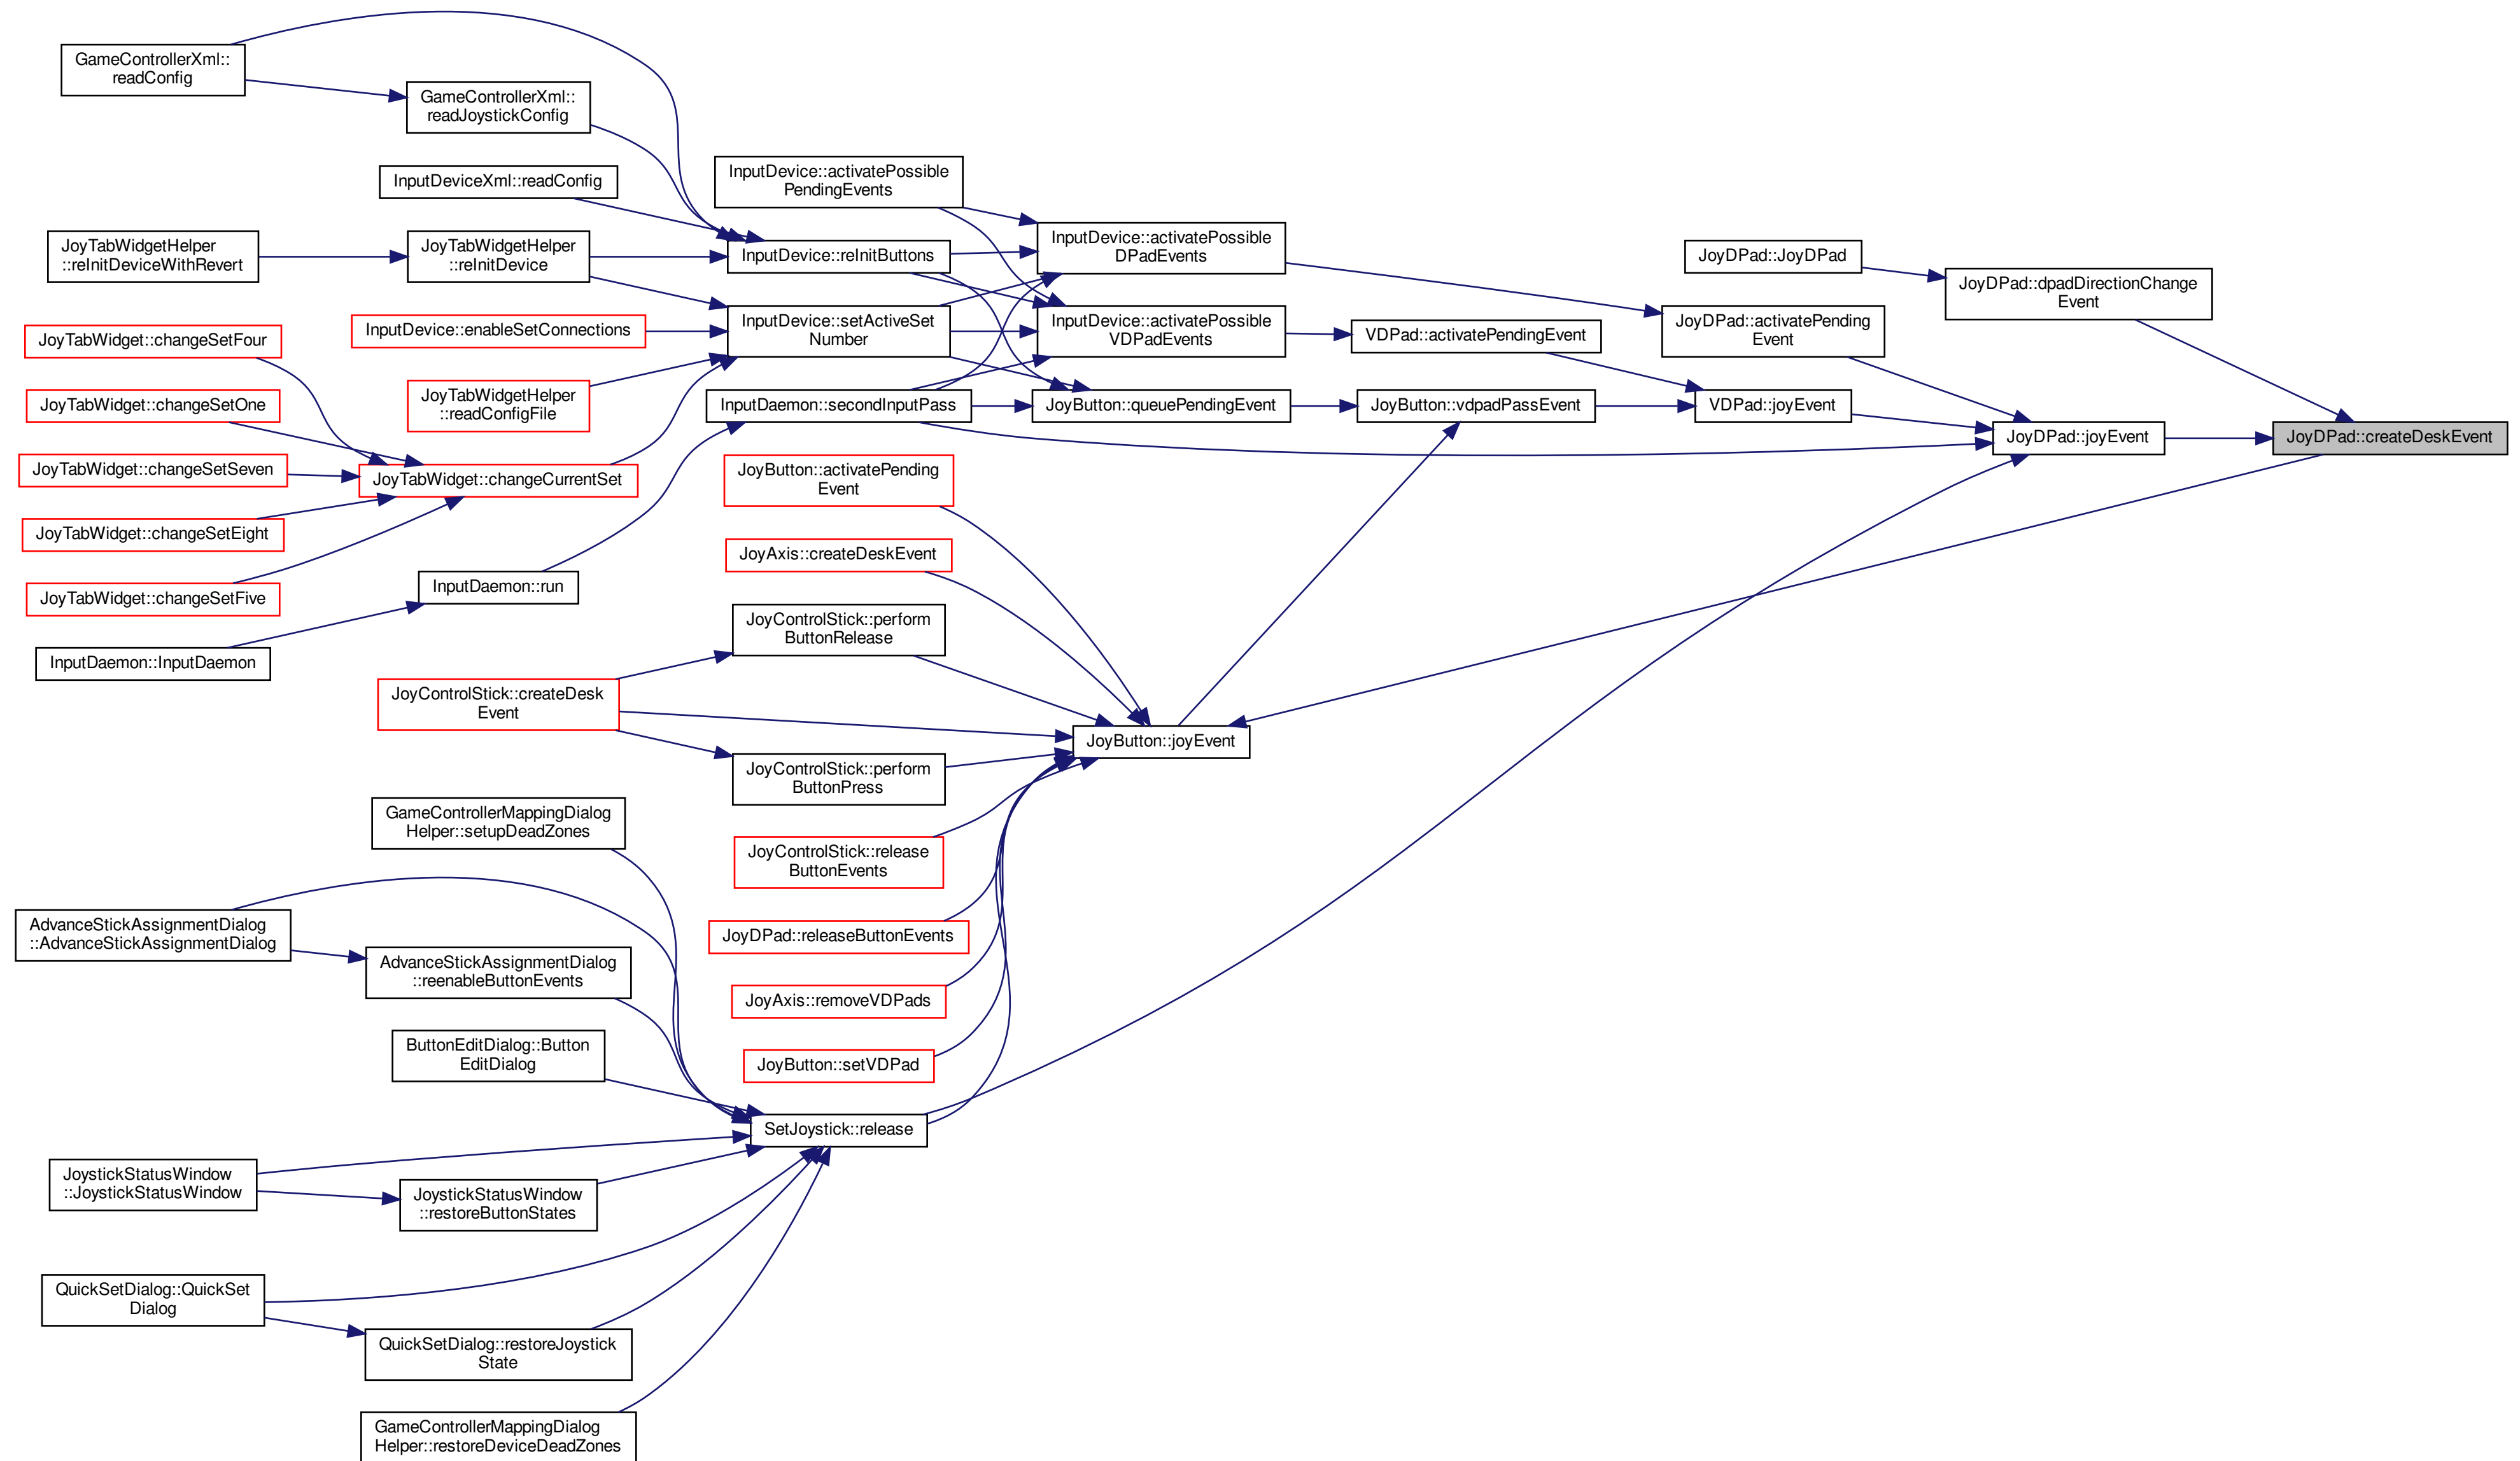 GameControllerXml::
readConfig
GameControllerXml::
readJoystickConfig
InputDeviceXml::readConfig
JoyTabWidgetHelper
::reInitDeviceWithRevert
JoyTabWidgetHelper
::reInitDevice
JoyTabWidget::changeSetFour
InputDevice::enableSetConnections
JoyTabWidget::changeSetOne
JoyTabWidgetHelper
::readConfigFile
JoyTabWidget::changeSetSeven
JoyTabWidget::changeCurrentSet
JoyTabWidget::changeSetEight
JoyTabWidget::changeSetFive
InputDaemon::run
InputDaemon::InputDaemon
InputDevice::activatePossible
PendingEvents
InputDevice::reInitButtons
InputDevice::setActiveSet
Number
InputDaemon::secondInputPass
InputDevice::activatePossible
DPadEvents
InputDevice::activatePossible
VDPadEvents
JoyButton::queuePendingEvent
VDPad::activatePendingEvent
JoyButton::vdpadPassEvent
JoyDPad::JoyDPad
JoyDPad::activatePending
Event
VDPad::joyEvent
JoyDPad::dpadDirectionChange
Event
JoyDPad::joyEvent
JoyDPad::createDeskEvent
JoyButton::activatePending
Event
JoyAxis::createDeskEvent
JoyControlStick::perform
ButtonRelease
JoyControlStick::createDesk
Event
JoyControlStick::perform
ButtonPress
JoyButton::joyEvent
JoyControlStick::release
ButtonEvents
JoyDPad::releaseButtonEvents
JoyAxis::removeVDPads
JoyButton::setVDPad
GameControllerMappingDialog
Helper::setupDeadZones
AdvanceStickAssignmentDialog
::AdvanceStickAssignmentDialog
AdvanceStickAssignmentDialog
::reenableButtonEvents
ButtonEditDialog::Button
EditDialog
SetJoystick::release
JoystickStatusWindow
::JoystickStatusWindow
JoystickStatusWindow
::restoreButtonStates
QuickSetDialog::QuickSet
Dialog
QuickSetDialog::restoreJoystick
State
GameControllerMappingDialog
Helper::restoreDeviceDeadZones